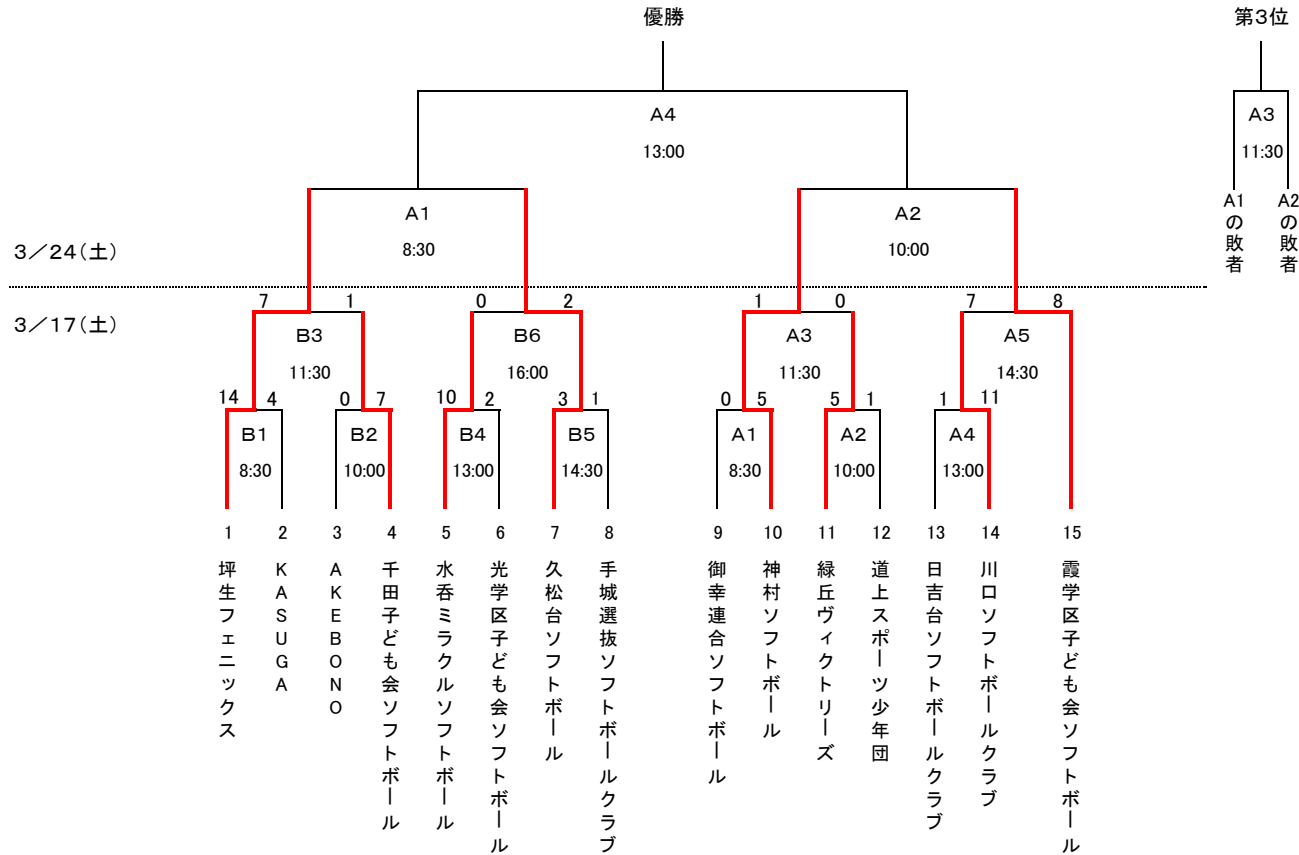 優勝
第3位
A4
13:00
A3
11:30
A1の敗者
A2の敗者
A1
8:30
A2
10:00
3／24(土)
3／17(土)
7 1 0 2 1 0 7 8
B3
11:30
B6
16:00
A3
11:30
A5
14:30
14 4 0 7 10 2 3 1 0 5 5 1 1 11
B1
8:30
B2
10:00
B4
13:00
B5
14:30
A1
8:30
A2
10:00
A4
13:00
1 2 3 4 5 6 7 8 9 10 11 12 13 14 15
坪生フェニックス
KASUGA
AKEBONO
千田子ども会ソフトボール
水呑ミラクルソフトボール
光学区子ども会ソフトボール
久松台ソフトボール
手城選抜ソフトボールクラブ
御幸連合ソフトボール
神村ソフトボール
緑丘ヴィクトリーズ
道上スポーツ少年団
日吉台ソフトボールクラブ
川口ソフトボールクラブ
霞学区子ども会ソフトボール